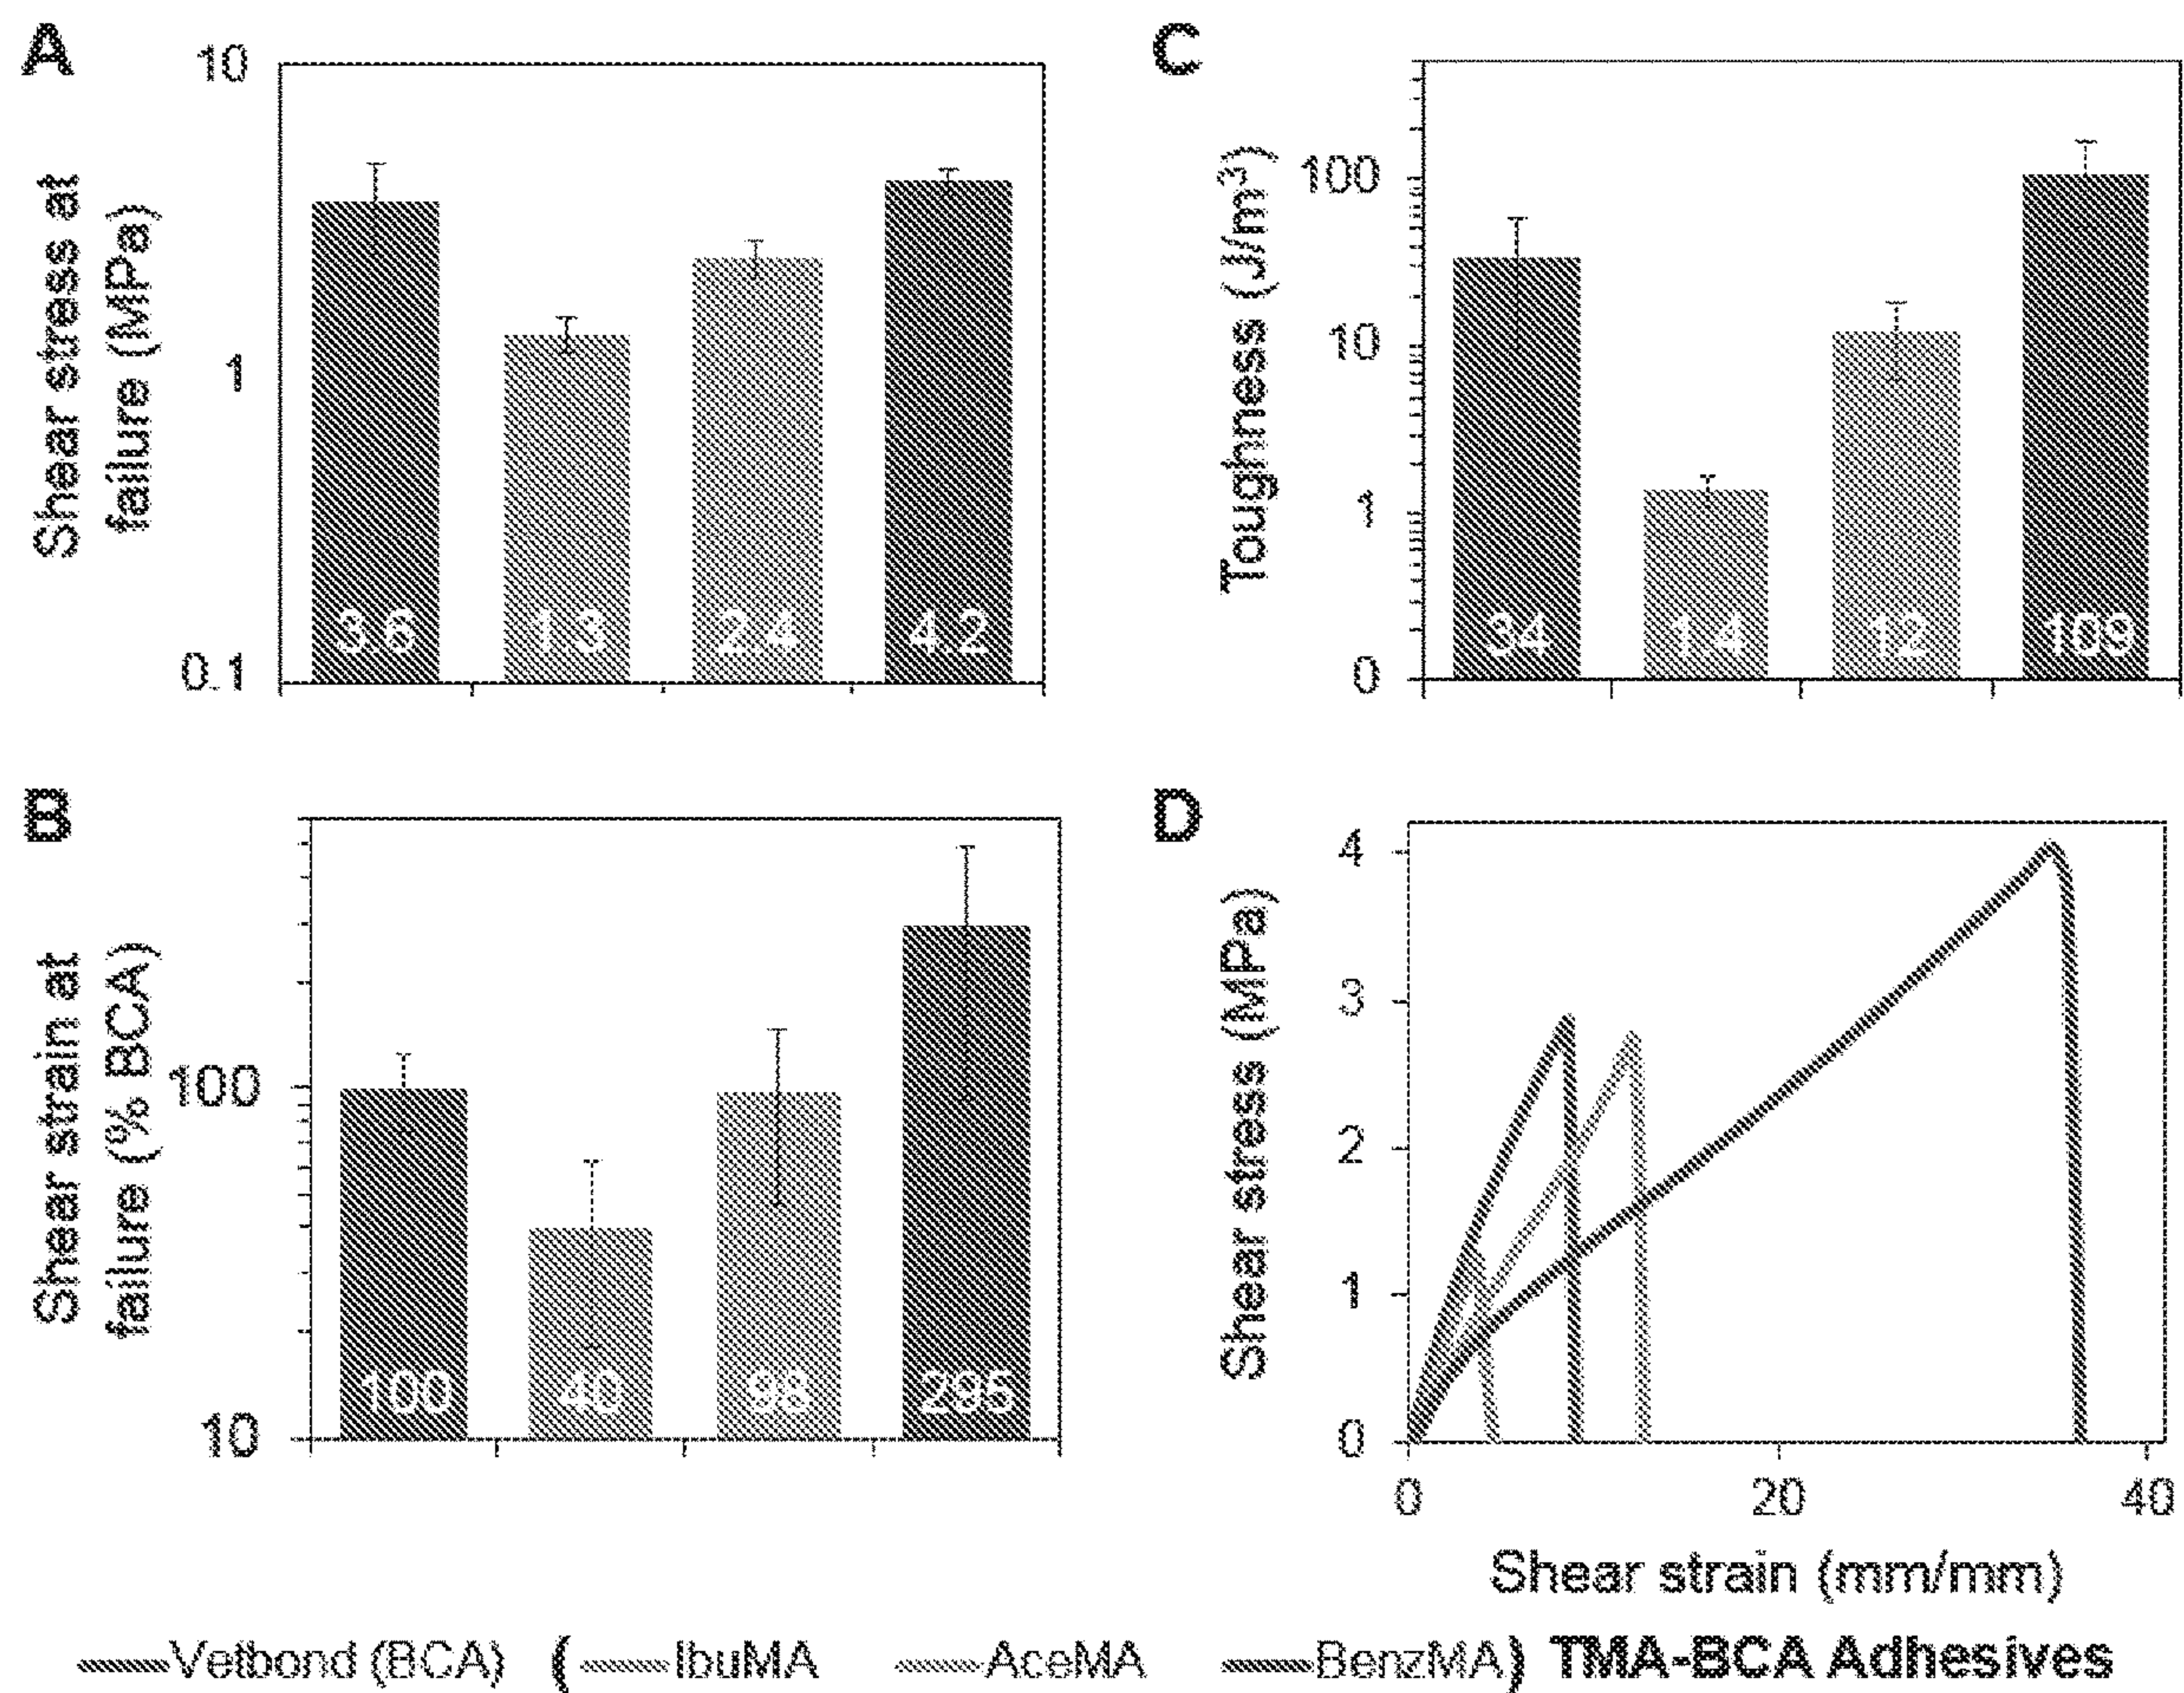 A
Shear stress at
failure (MPa)
10
1
0.1
3.6
1.3
2.4
4.2
C
Toughness (J/m³)
100
10
1
0
34
1.4
12
109
B
Shear strain at
failure (% BCA)
100
10
100
40
98
295
D
Shear stress (MPa)
4
3
2
1
0
0
20
40
Shear strain (mm/mm)
Vetbond (BCA) ( IbuMA AceMA BenzMA) TMA-BCA Adhesives